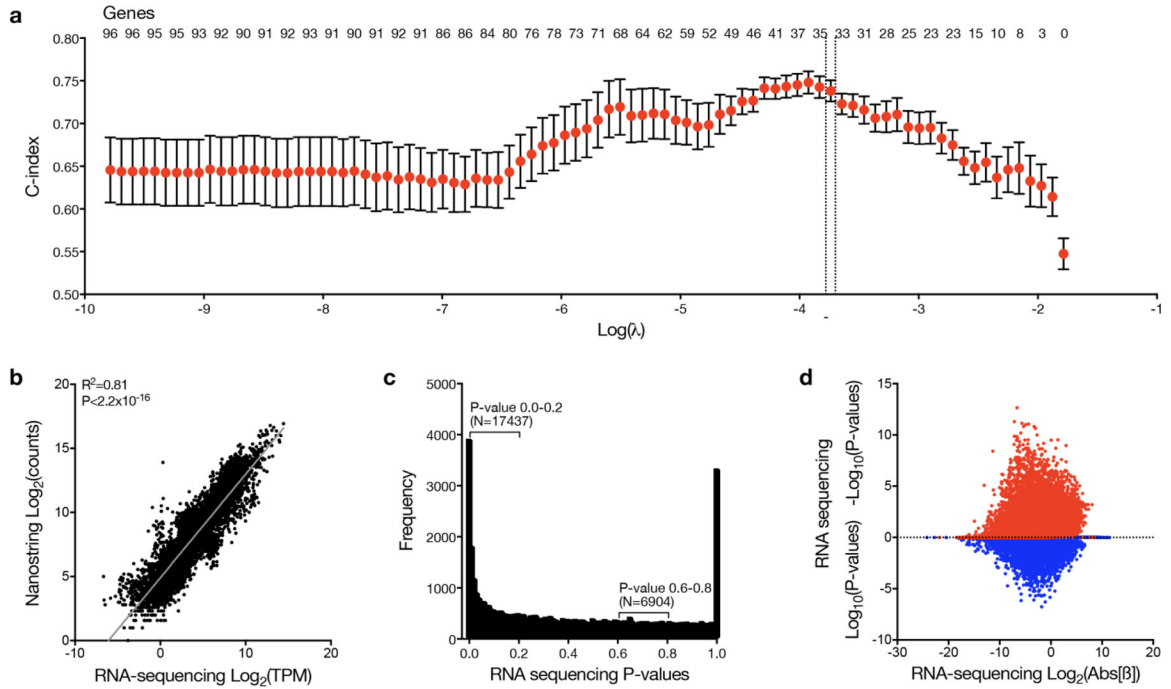 a
Genes
96 96 95 95 93 92 90 91 92 93 91 90 91 92 91 86 86 84 80 76 78 73 71 68 64 62 59 52 49 46 41 37 35 33 31 28 25 23 23 15 10 8 3 0
0.80
0.75
0.70
0.65
0.60
0.55
0.50
C-index
-10 -9 -8 -7 -6 -5 -4 -3 -2 -1
-
Log(λ)
b
R²=0.81
P<2.2x10⁻¹⁶
20
15
10
5
0
Nanostring Log₂(counts)
-10 0 10 20
RNA-sequencing Log₂(TPM)
c
5000
4000
3000
2000
1000
0
Frequency
P-value 0.0-0.2
(N=17437)
P-value 0.6-0.8
(N=6904)
0.0 0.2 0.4 0.6 0.8 1.0
RNA sequencing P-values
d
15
10
5
0
-5
-10
RNA sequencing
Log₁₀(P-values) -Log₁₀(P-values)
-30 -20 -10 0 10 20
RNA-sequencing Log₂(Abs[ß])